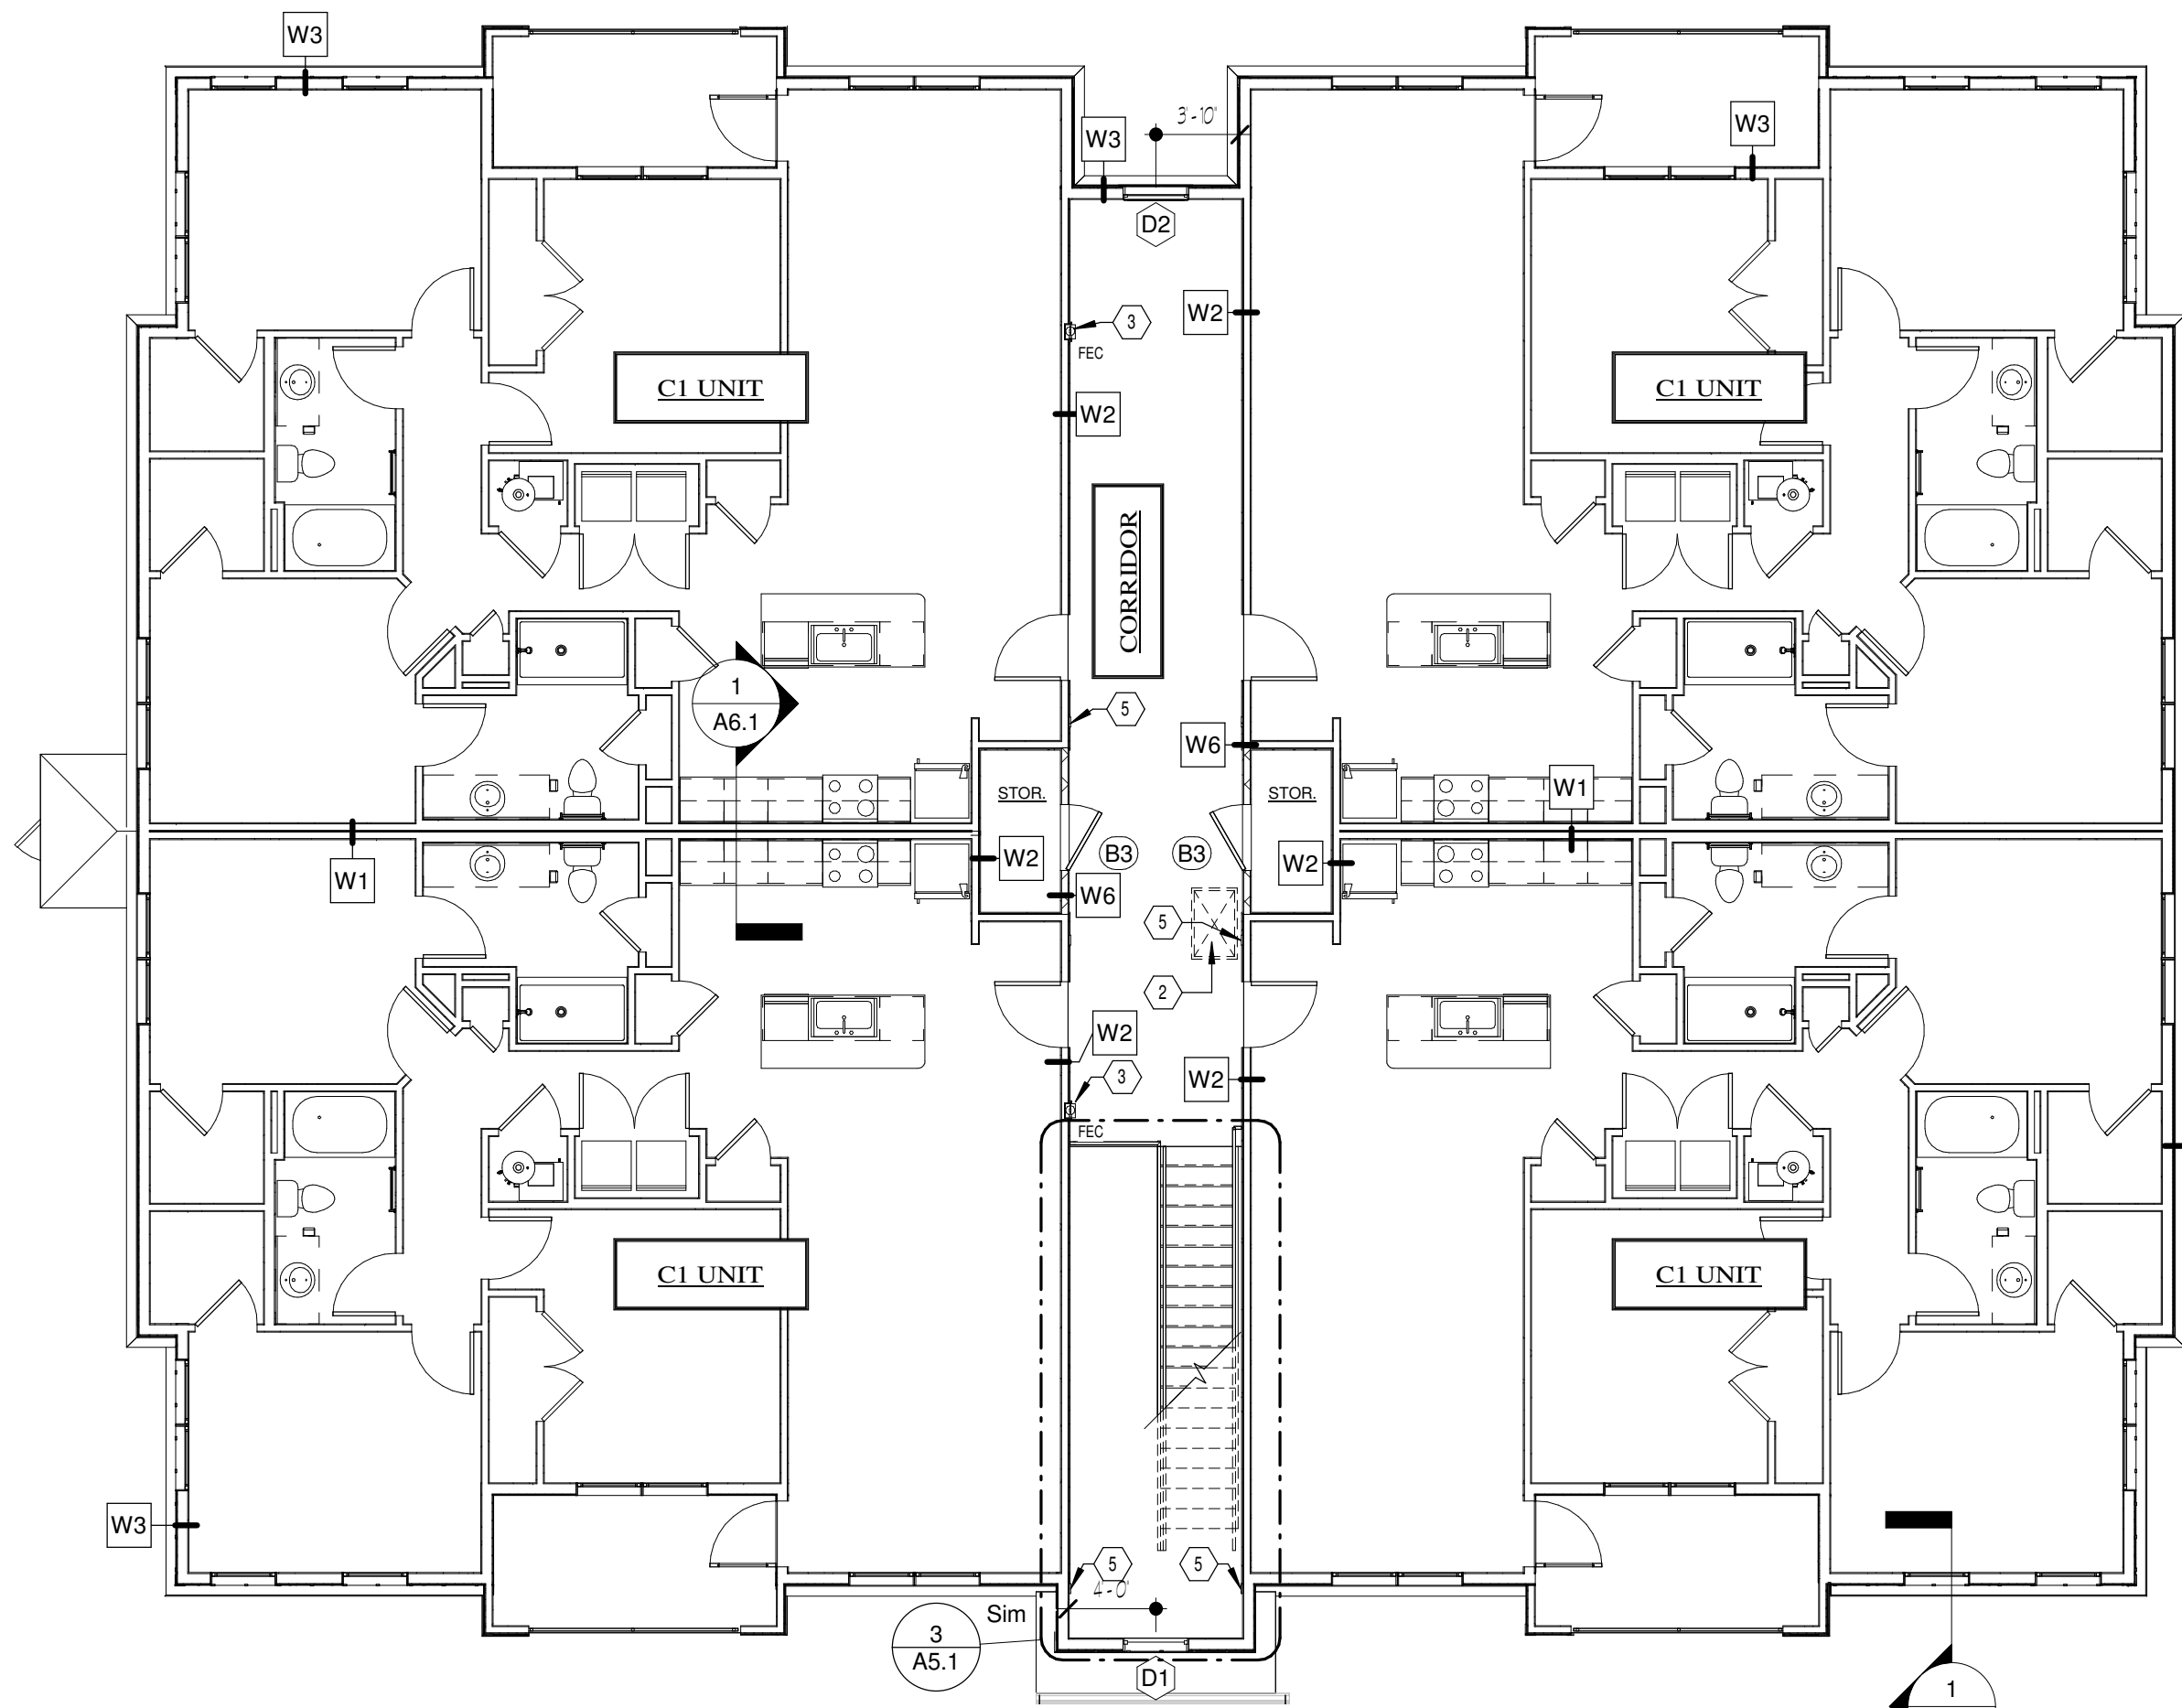 W3
W3
3'-10"
W3
D2
W2
3
FEC
C1 UNIT
C1 UNIT
W2
CORRIDOR
1
A6.1
5
W6
STOR.
STOR.
W1
W2
B3
B3
W2
W1
W6
5
2
W2
3
W2
FEC
C1 UNIT
C1 UNIT
W3
5
5
4'-0"
Sim
3
A5.1
D1
1